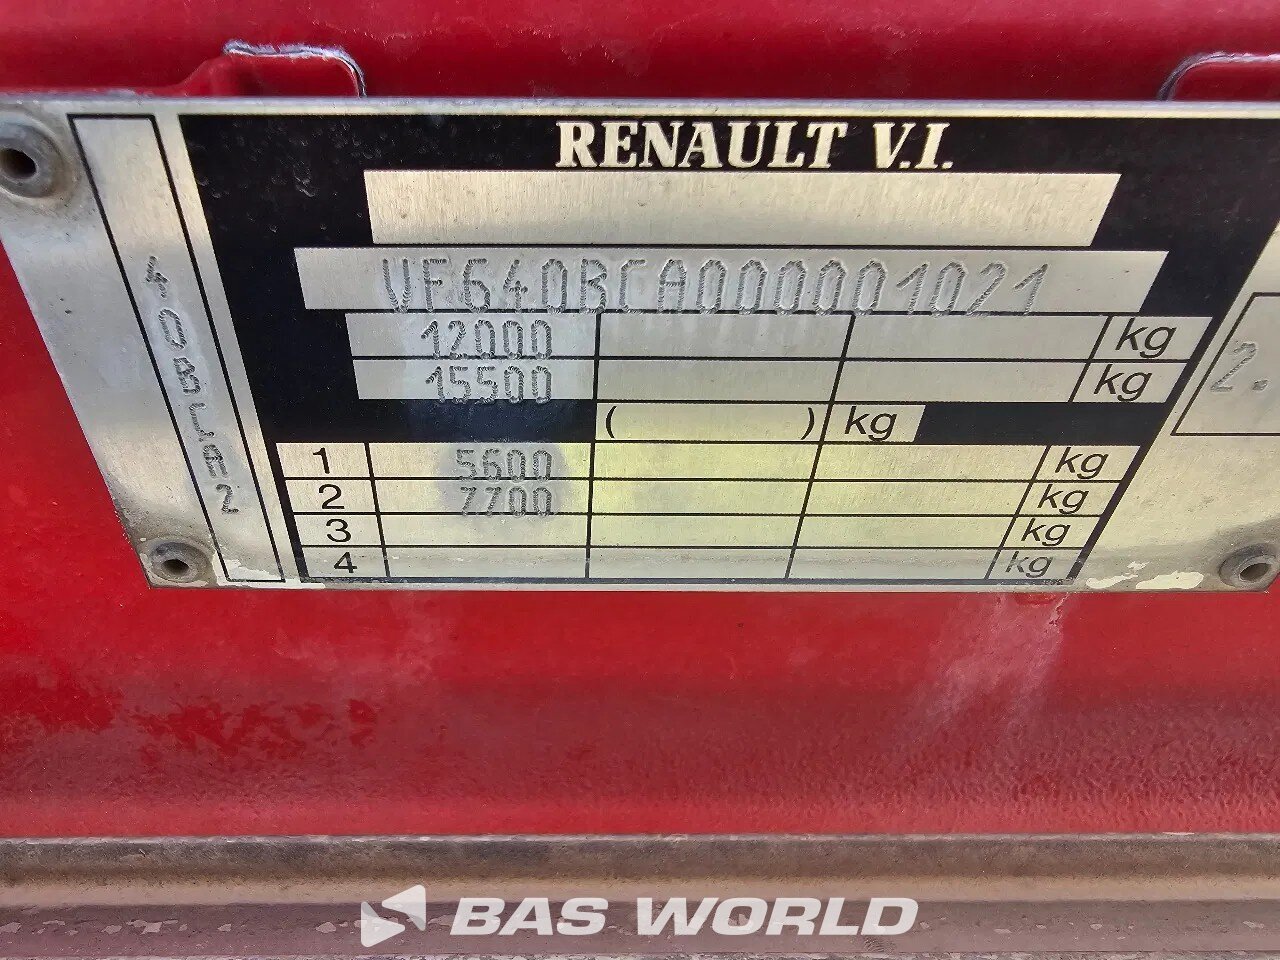 RENAULT V.I.
VF640BCA000001021
12000 kg
15500 kg
( ) kg
1 5600 kg
2 7700 kg
3 kg
4 kg
2.
BAS WORLD